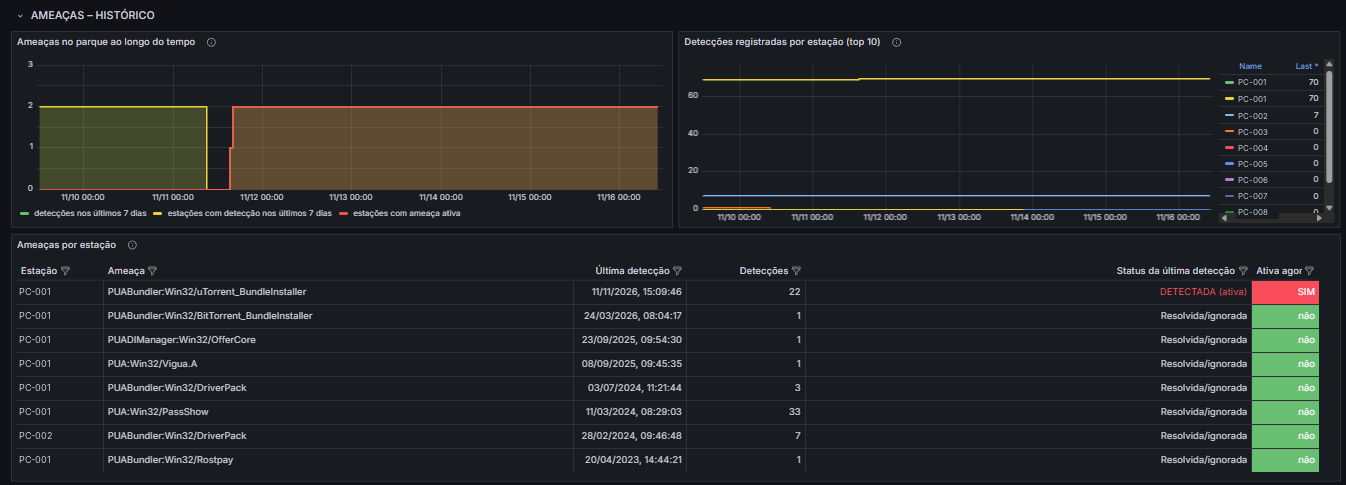 AMEAÇAS – HISTÓRICO
Ameaças no parque ao longo do tempo
3
2
1
0
11/10 00:00 11/11 00:00 11/12 00:00 11/13 00:00 11/14 00:00 11/15 00:00 11/16 00:00
detecções nos últimos 7 dias estações com detecção nos últimos 7 dias estações com ameaça ativa
Detecções registradas por estação (top 10)
60
40
20
0
11/10 00:00 11/11 00:00 11/12 00:00 11/13 00:00 11/14 00:00 11/15 00:00 11/16 00:00
Name Last *
PC-001 70
PC-001 70
PC-002 7
PC-003 0
PC-004 0
PC-005 0
PC-006 0
PC-007 0
PC-008 0
Ameaças por estação
Estação Ameaça Última detecção Detecções Status da última detecção Ativa agor
PC-001 PUABundler:Win32/uTorrent_BundleInstaller 11/11/2026, 15:09:46 22 DETECTADA (ativa) SIM
PC-001 PUABundler:Win32/BitTorrent_BundleInstaller 24/03/2026, 08:04:17 1 Resolvida/ignorada não
PC-001 PUADIManager:Win32/OfferCore 23/09/2025, 09:54:30 1 Resolvida/ignorada não
PC-001 PUA:Win32/Vigua.A 08/09/2025, 09:45:35 1 Resolvida/ignorada não
PC-001 PUABundler:Win32/DriverPack 03/07/2024, 11:21:44 3 Resolvida/ignorada não
PC-001 PUA:Win32/PassShow 11/03/2024, 08:29:03 33 Resolvida/ignorada não
PC-002 PUABundler:Win32/DriverPack 28/02/2024, 09:46:48 7 Resolvida/ignorada não
PC-001 PUABundler:Win32/Rostpay 20/04/2023, 14:44:21 1 Resolvida/ignorada não